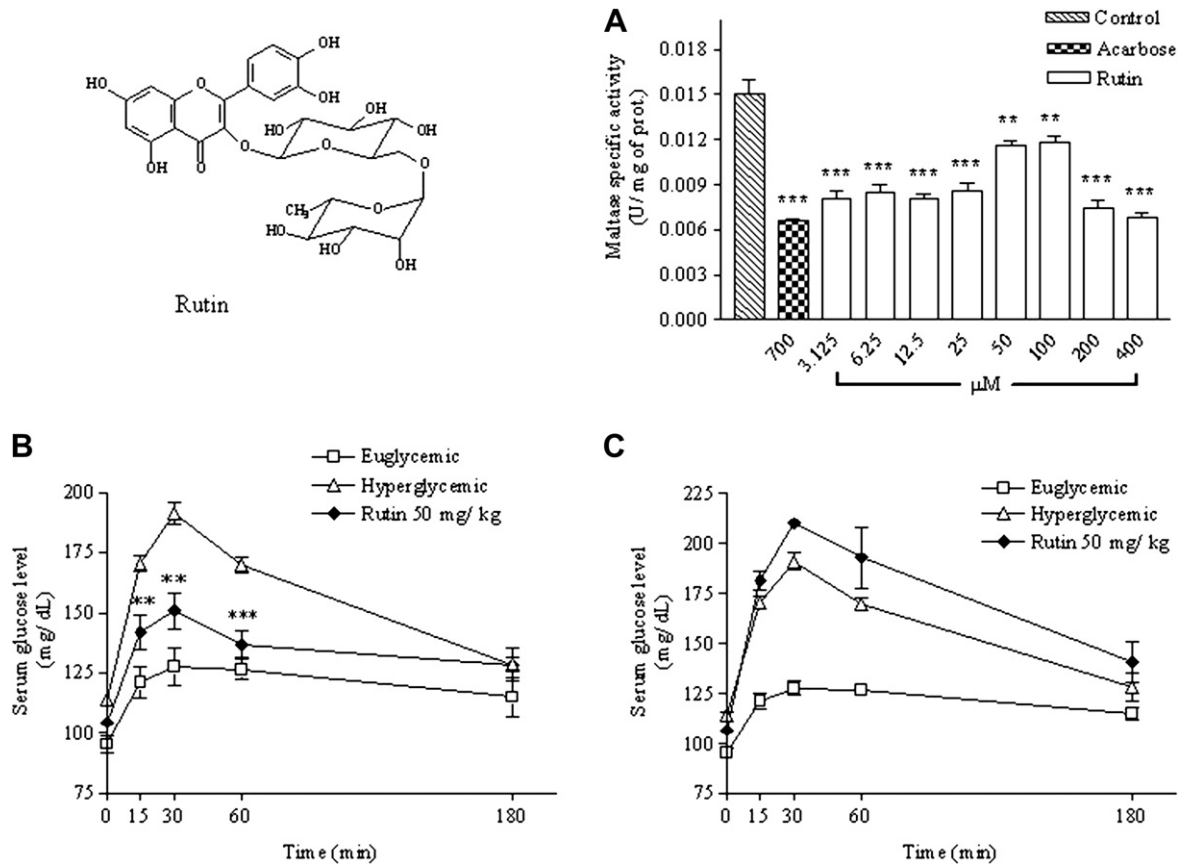 OH
OH
HO
O
OH
O
OH
O
HO
OH
O
OH
O
CH₃
O
HO
HO
OH
Rutin
A
Control
Acarbose
Rutin
Maltase specific activity
(U/ mg of prot.)
0.018
0.015
0.012
0.009
0.006
0.003
0.000
***
***
***
***
***
**
**
***
***
700
3.125
6.25
12.5
25
50
100
200
400
μM
B
Euglycemic
Hyperglycemic
Rutin 50 mg/ kg
Serum glucose level
(mg/ dL)
200
175
150
125
100
75
**
**
***
0 15 30 60 180
Time (min)
C
Euglycemic
Hyperglycemic
Rutin 50 mg/ kg
Serum glucose level
(mg/ dL)
225
200
175
150
125
100
75
0 15 30 60 180
Time (min)